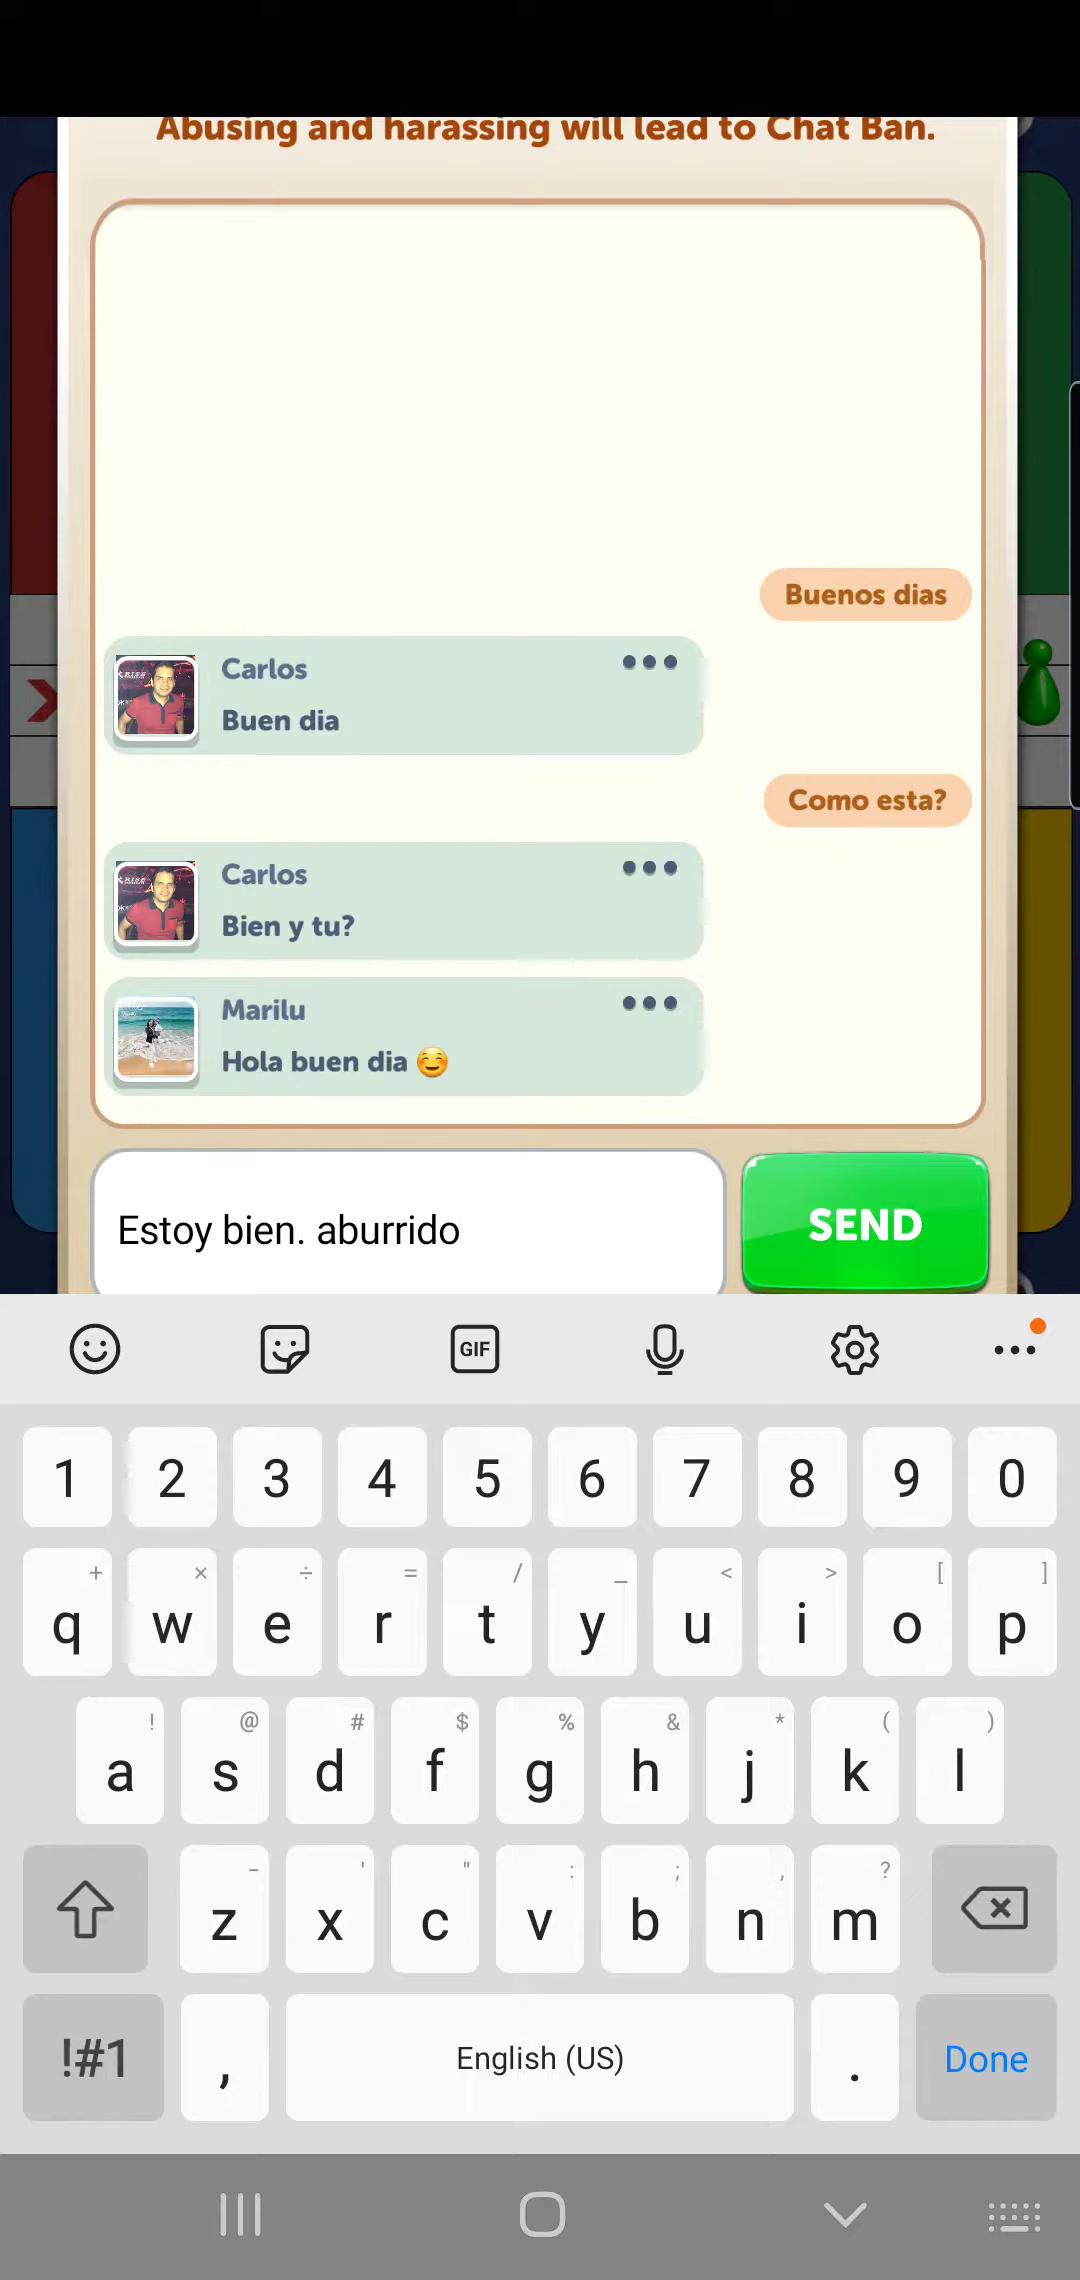 Abusing and harassing will lead to Chat Ban.
Buenos dias
Carlos
Buen dia
Como esta?
Carlos
Bien y tu?
Marilu
Hola buen dia ☺️
Estoy bien. aburrido
SEND
GIF
1 2 3 4 5 6 7 8 9 0
+ × ÷ = / _ < > [ ]
q w e r t y u i o p
! @ # $ % & * ( )
a s d f g h j k l
- ' " : ; , ?
z x c v b n m
!#1 , English (US) . Done